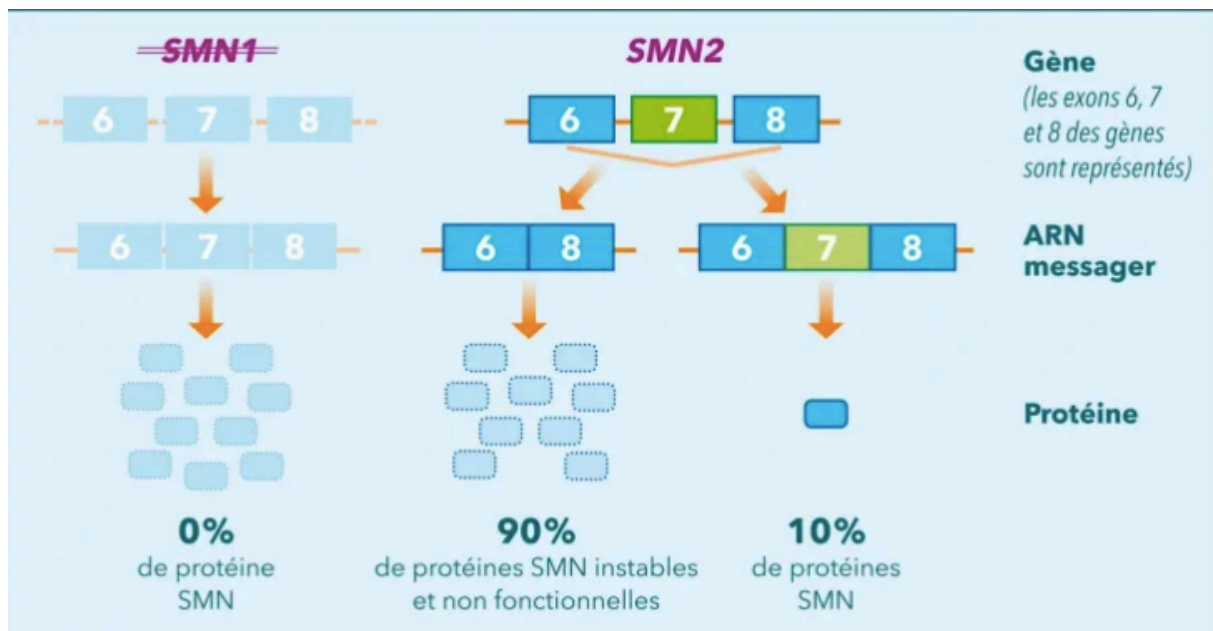 SMN1
SMN2
Gène
(les exons 6, 7
et 8 des gènes
sont représentés)
6 7 8
6 7 8
6 7 8
6 8
6 7 8
ARN
messager
Protéine
0%
de protéine
SMN
90%
de protéines SMN instables
et non fonctionnelles
10%
de protéines
SMN